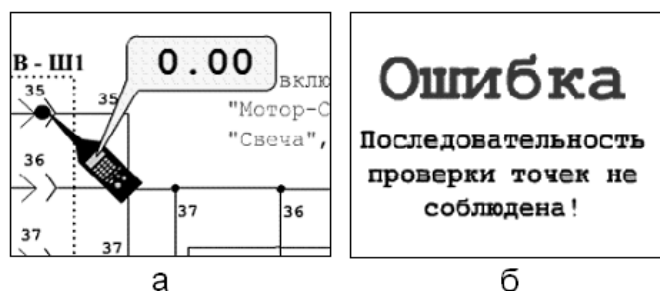 В - Ш1
0.00
35
35
вклю
"Мотор-С
"Свеча",
36
37
36
37
37
Ошибка
Последовательность
проверки точек не
соблюдена!
а
б